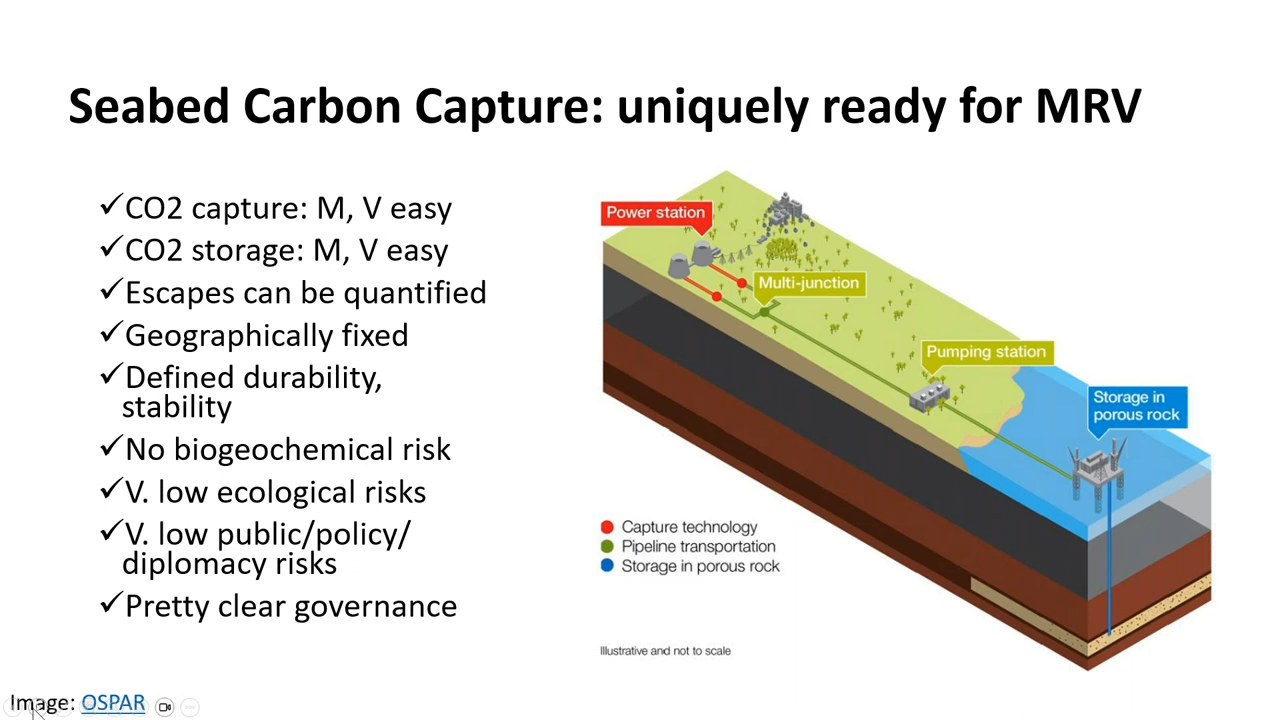 Seabed Carbon Capture: uniquely ready for MRV
✓CO2 capture: M, V easy
✓CO2 storage: M, V easy
✓Escapes can be quantified
✓Geographically fixed
✓Defined durability,
stability
✓No biogeochemical risk
✓V. low ecological risks
✓V. low public/policy/
diplomacy risks
✓Pretty clear governance
Power station
Multi-junction
Pumping station
Storage in
porous rock
Capture technology
Pipeline transportation
Storage in porous rock
Illustrative and not to scale
Image: OSPAR